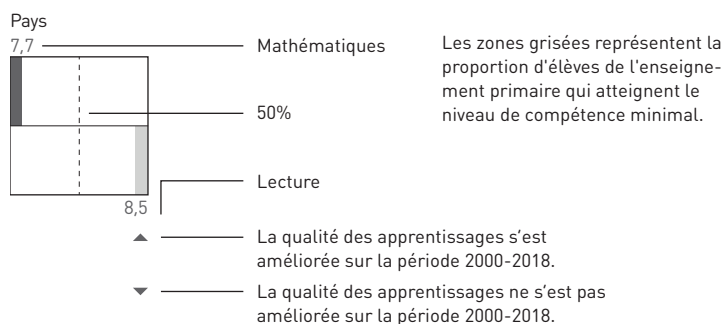 Pays
7,7
Mathématiques
50%
Lecture
8,5
La qualité des apprentissages s’est
améliorée sur la période 2000-2018.
La qualité des apprentissages ne s’est pas
améliorée sur la période 2000-2018.
Les zones grisées représentent la
proportion d'élèves de l'enseigne-
ment primaire qui atteignent le
niveau de compétence minimal.